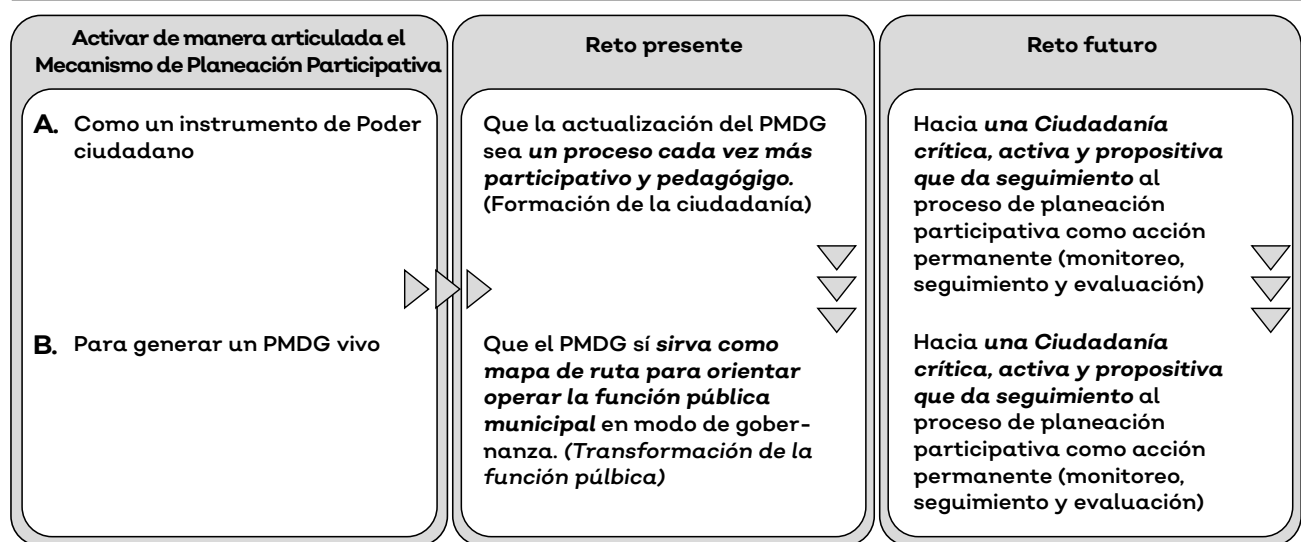 Activar de manera articulada el
Mecanismo de Planeación Participativa
A. Como un instrumento de Poder
ciudadano
B. Para generar un PMDG vivo
Reto presente
Que la actualización del PMDG
sea un proceso cada vez más
participativo y pedagógigo.
(Formación de la ciudadanía)
Que el PMDG sí sirva como
mapa de ruta para orientar
operar la función pública
municipal en modo de gober-
nanza. (Transformación de la
función púlbica)
Reto futuro
Hacia una Ciudadanía
crítica, activa y propositiva
que da seguimiento al
proceso de planeación
participativa como acción
permanente (monitoreo,
seguimiento y evaluación)
Hacia una Ciudadanía
crítica, activa y propositiva
que da seguimiento al
proceso de planeación
participativa como acción
permanente (monitoreo,
seguimiento y evaluación)